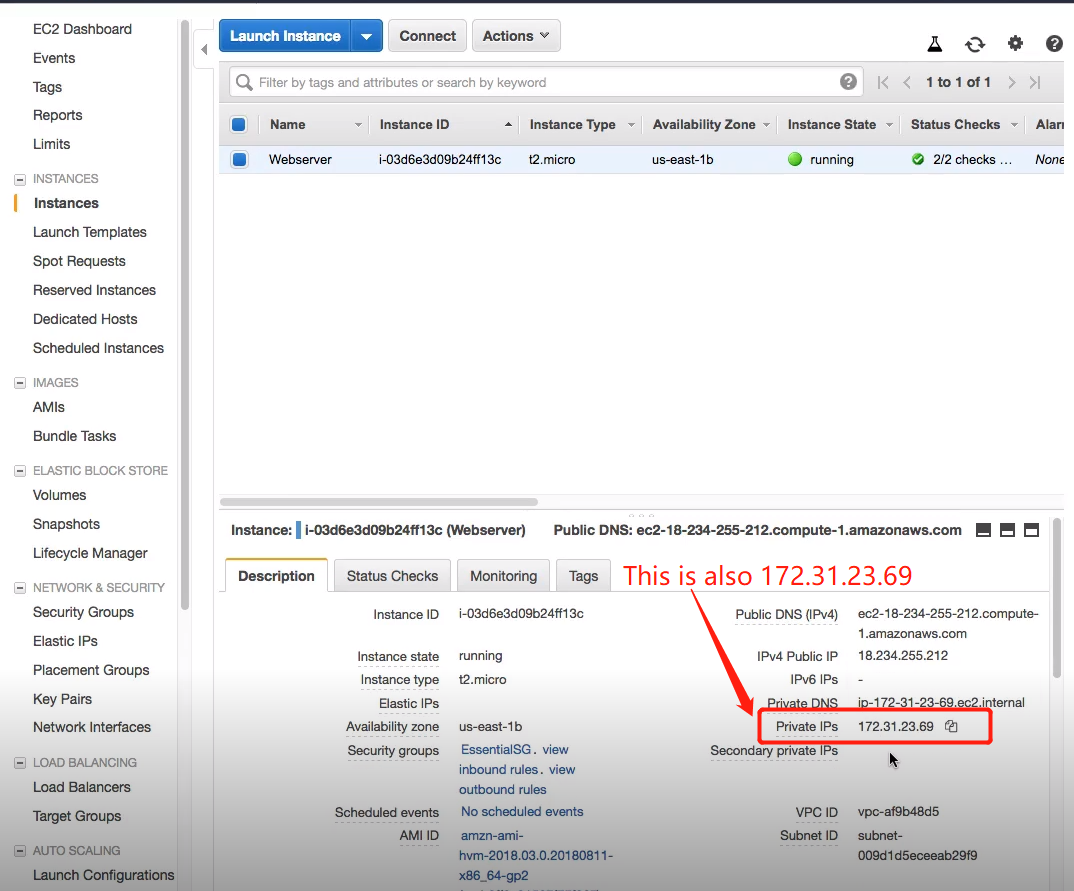 EC2 Dashboard
Events
Tags
Reports
Limits
INSTANCES
Instances
Launch Templates
Spot Requests
Reserved Instances
Dedicated Hosts
Scheduled Instances
IMAGES
AMIs
Bundle Tasks
ELASTIC BLOCK STORE
Volumes
Snapshots
Lifecycle Manager
NETWORK & SECURITY
Security Groups
Elastic IPs
Placement Groups
Key Pairs
Network Interfaces
LOAD BALANCING
Load Balancers
Target Groups
AUTO SCALING
Launch Configurations
Launch Instance Connect Actions
Filter by tags and attributes or search by keyword ? 1 to 1 of 1
Name Instance ID Instance Type Availability Zone Instance State Status Checks Alarr
Webserver i-03d6e3d09b24ff13c t2.micro us-east-1b running 2/2 checks … None
Instance: i-03d6e3d09b24ff13c (Webserver) Public DNS: ec2-18-234-255-212.compute-1.amazonaws.com
Description Status Checks Monitoring Tags This is also 172.31.23.69
Instance ID i-03d6e3d09b24ff13c
Instance state running
Instance type t2.micro
Elastic IPs
Availability zone us-east-1b
Security groups EssentialSG. view
inbound rules. view
outbound rules
Scheduled events No scheduled events
AMI ID amzn-ami-
hvm-2018.03.0.20180811-
x86_64-gp2
Public DNS (IPv4) ec2-18-234-255-212.compute-
1.amazonaws.com
IPv4 Public IP 18.234.255.212
IPv6 IPs -
Private DNS ip-172-31-23-69.ec2.internal
Private IPs 172.31.23.69
Secondary private IPs
VPC ID vpc-af9b48d5
Subnet ID subnet-
009d1d5eceeab29f9